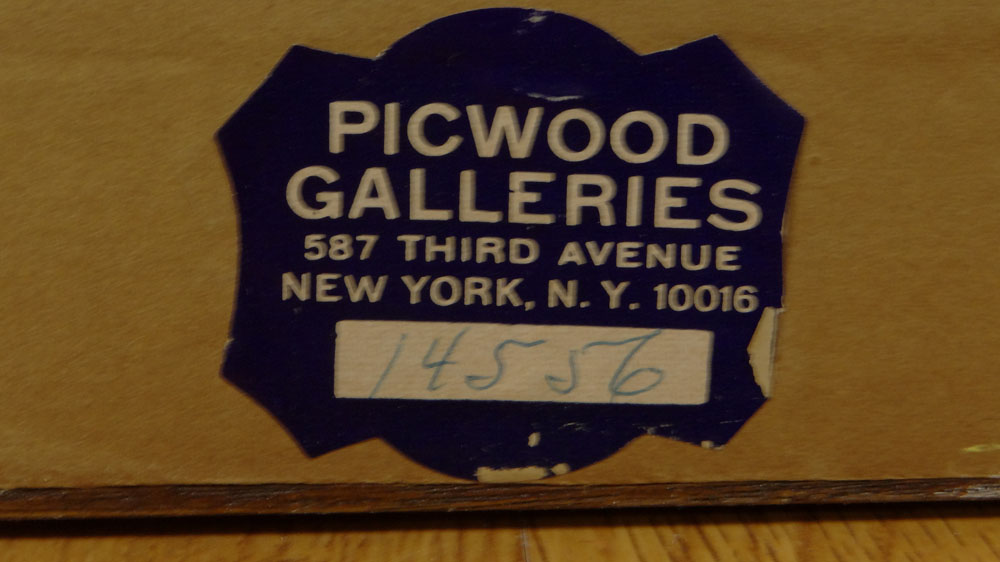 PICWOOD
GALLERIES
587 THIRD AVENUE
NEW YORK, N. Y. 10016
14556